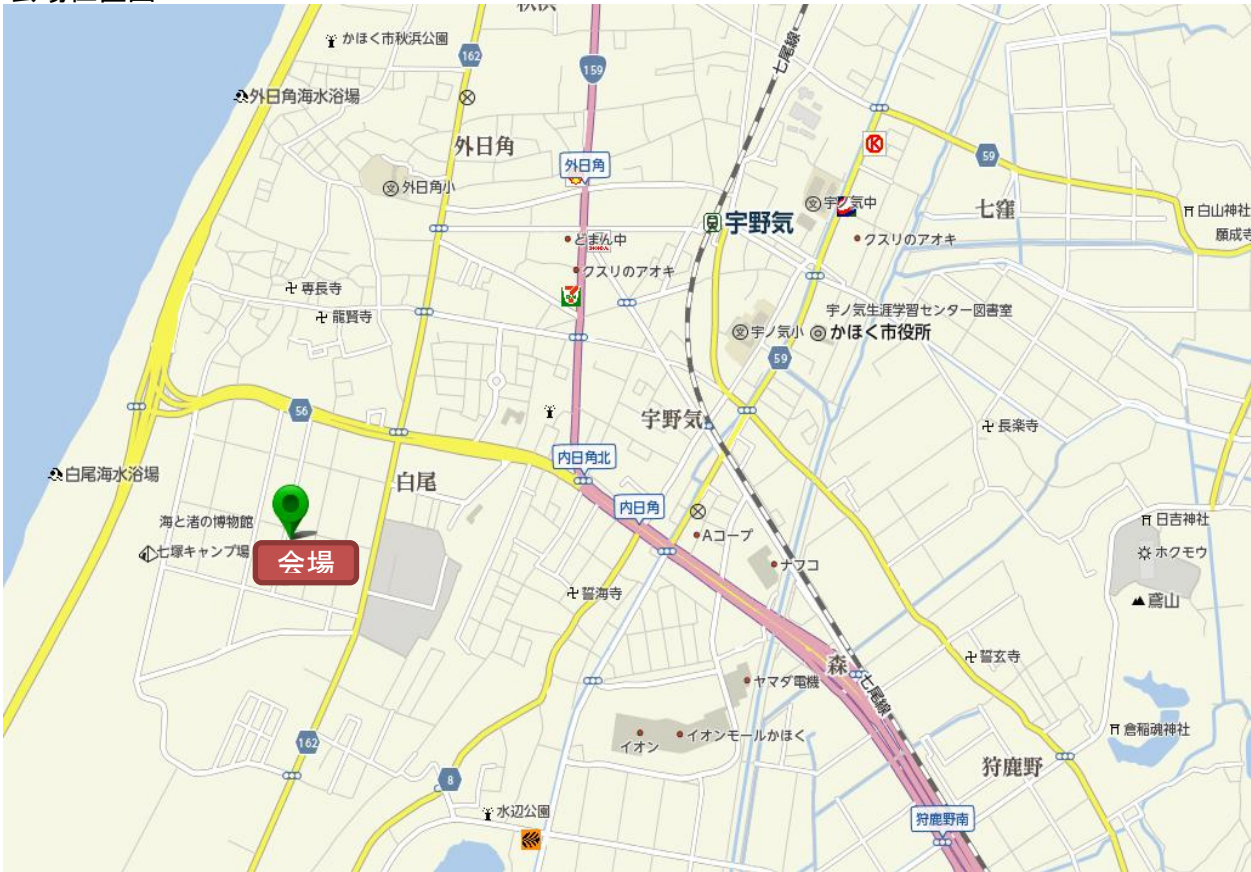 かほく市秋浜公園
162
159
七尾線
外日角海水浴場
外日角
外日角
59
外日角小
宇ノ気中
七窪
白山神社
願成寺
宇野気
どまん中
HONDA
クスリのアオキ
クスリのアオキ
専長寺
龍賢寺
宇ノ気生涯学習センター図書室
宇ノ気小
かほく市役所
59
56
宇野気
長楽寺
内日角北
白尾海水浴場
白尾
内日角
海と渚の博物館
Aコープ
日吉神社
七塚キャンプ場
会場
ナフコ
ホクモウ
誓海寺
鳶山
森
誓玄寺
ヤマダ電機
七尾線
イオン
イオンモールかほく
倉稲魂神社
162
狩鹿野
8
水辺公園
狩鹿野南